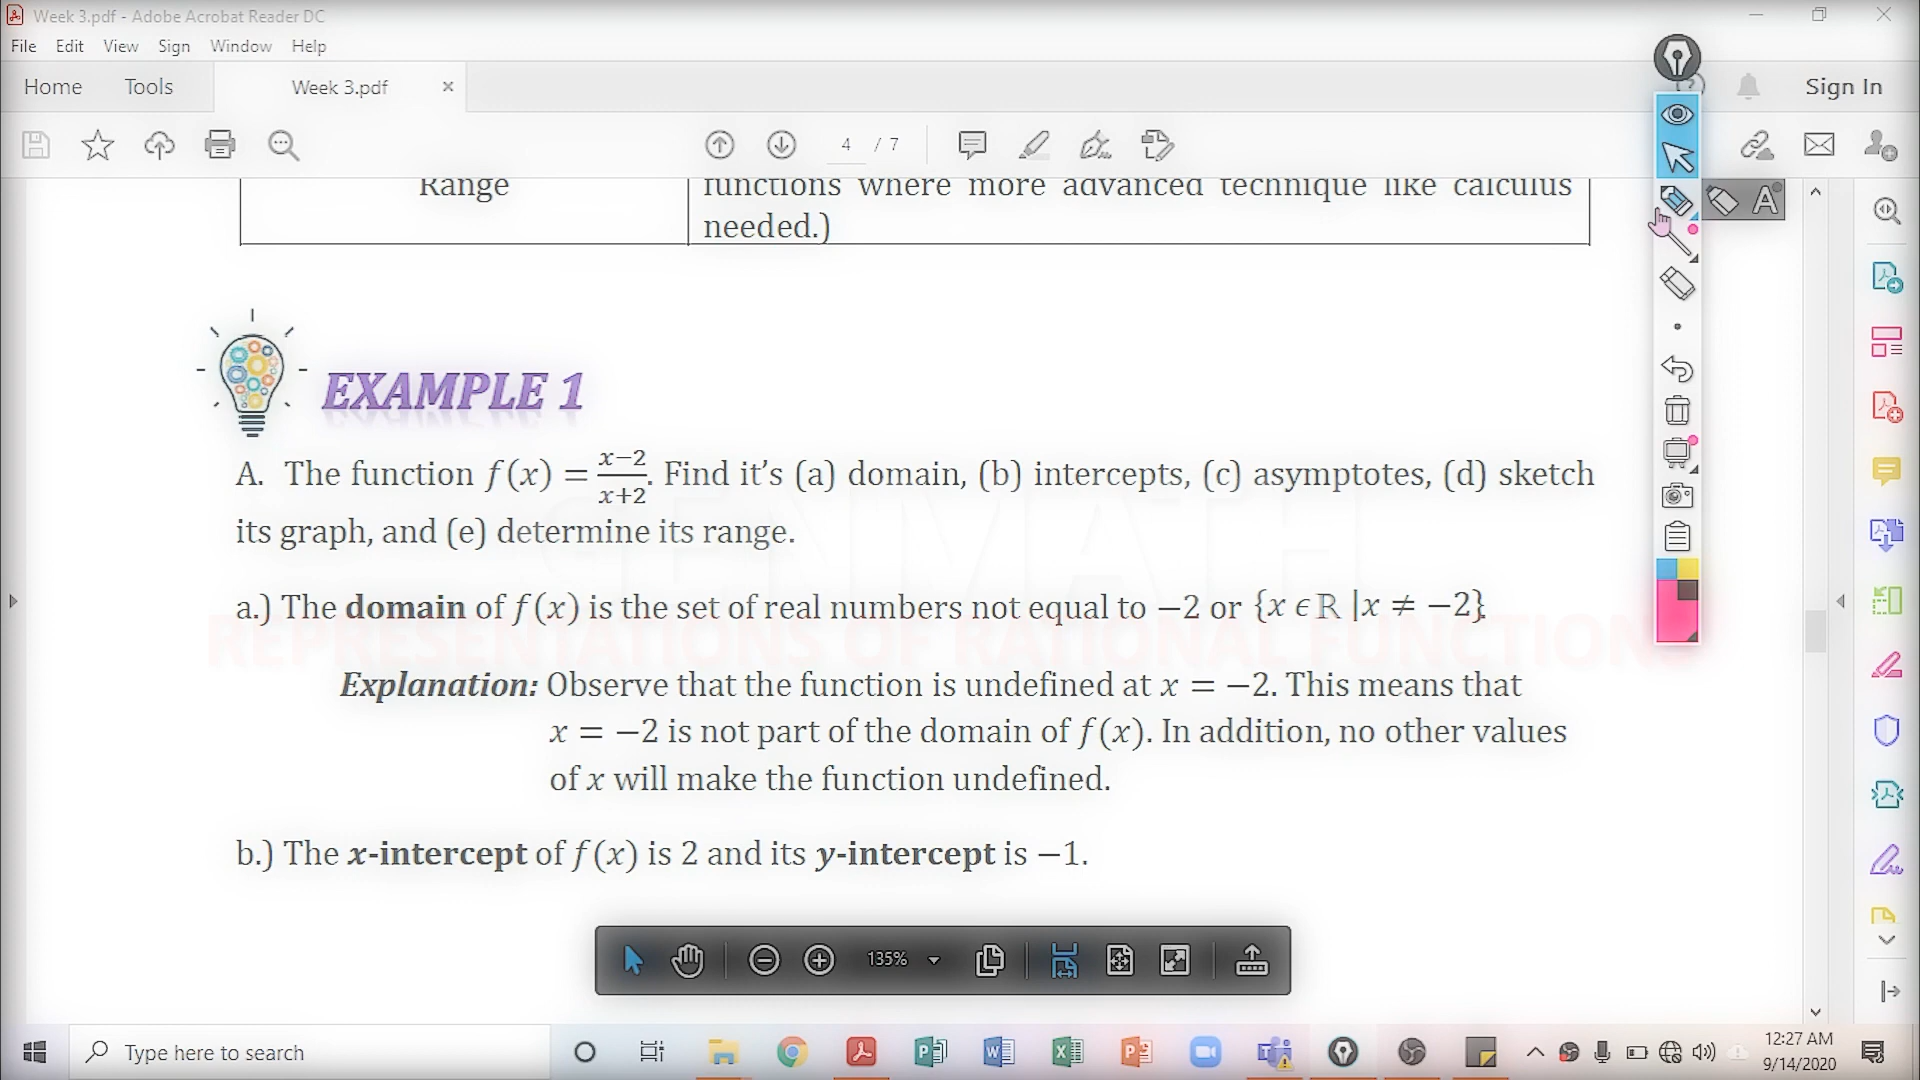 Week 3.pdf - Adobe Acrobat Reader DC
File Edit View Sign Window Help
Home Tools Week 3.pdf × Sign In
4 / 7
Range
functions where more advanced technique like calculus
needed.)
EXAMPLE 1
A. The function f(x) = x−2/x+2. Find it's (a) domain, (b) intercepts, (c) asymptotes, (d) sketch
its graph, and (e) determine its range.
a.) The domain of f(x) is the set of real numbers not equal to −2 or {x ϵ ℝ |x ≠ −2}.
REPRESENTATIONS OF RATIONAL FUNCTIONS
Explanation: Observe that the function is undefined at x = −2. This means that
x = −2 is not part of the domain of f(x). In addition, no other values
of x will make the function undefined.
b.) The x-intercept of f(x) is 2 and its y-intercept is −1.
135%
Type here to search
12:27 AM
9/14/2020
GENMATH
A